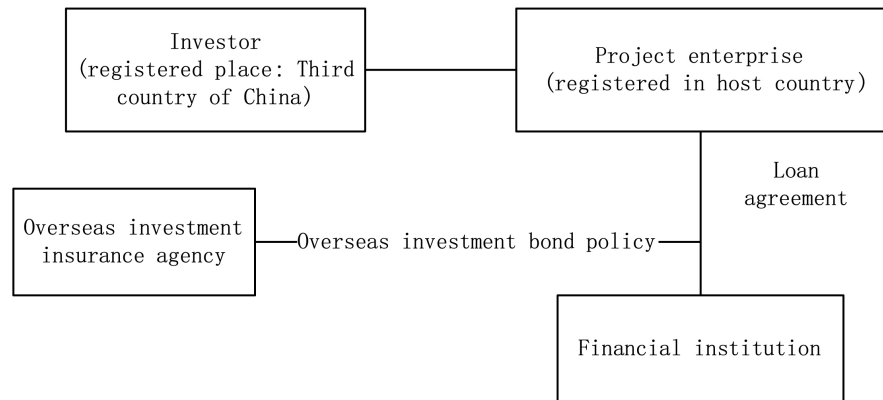 Investor
(registered place: Third
country of China)
Project enterprise
(registered in host country)
Loan
agreement
Overseas investment
insurance agency
Overseas investment bond policy
Financial institution